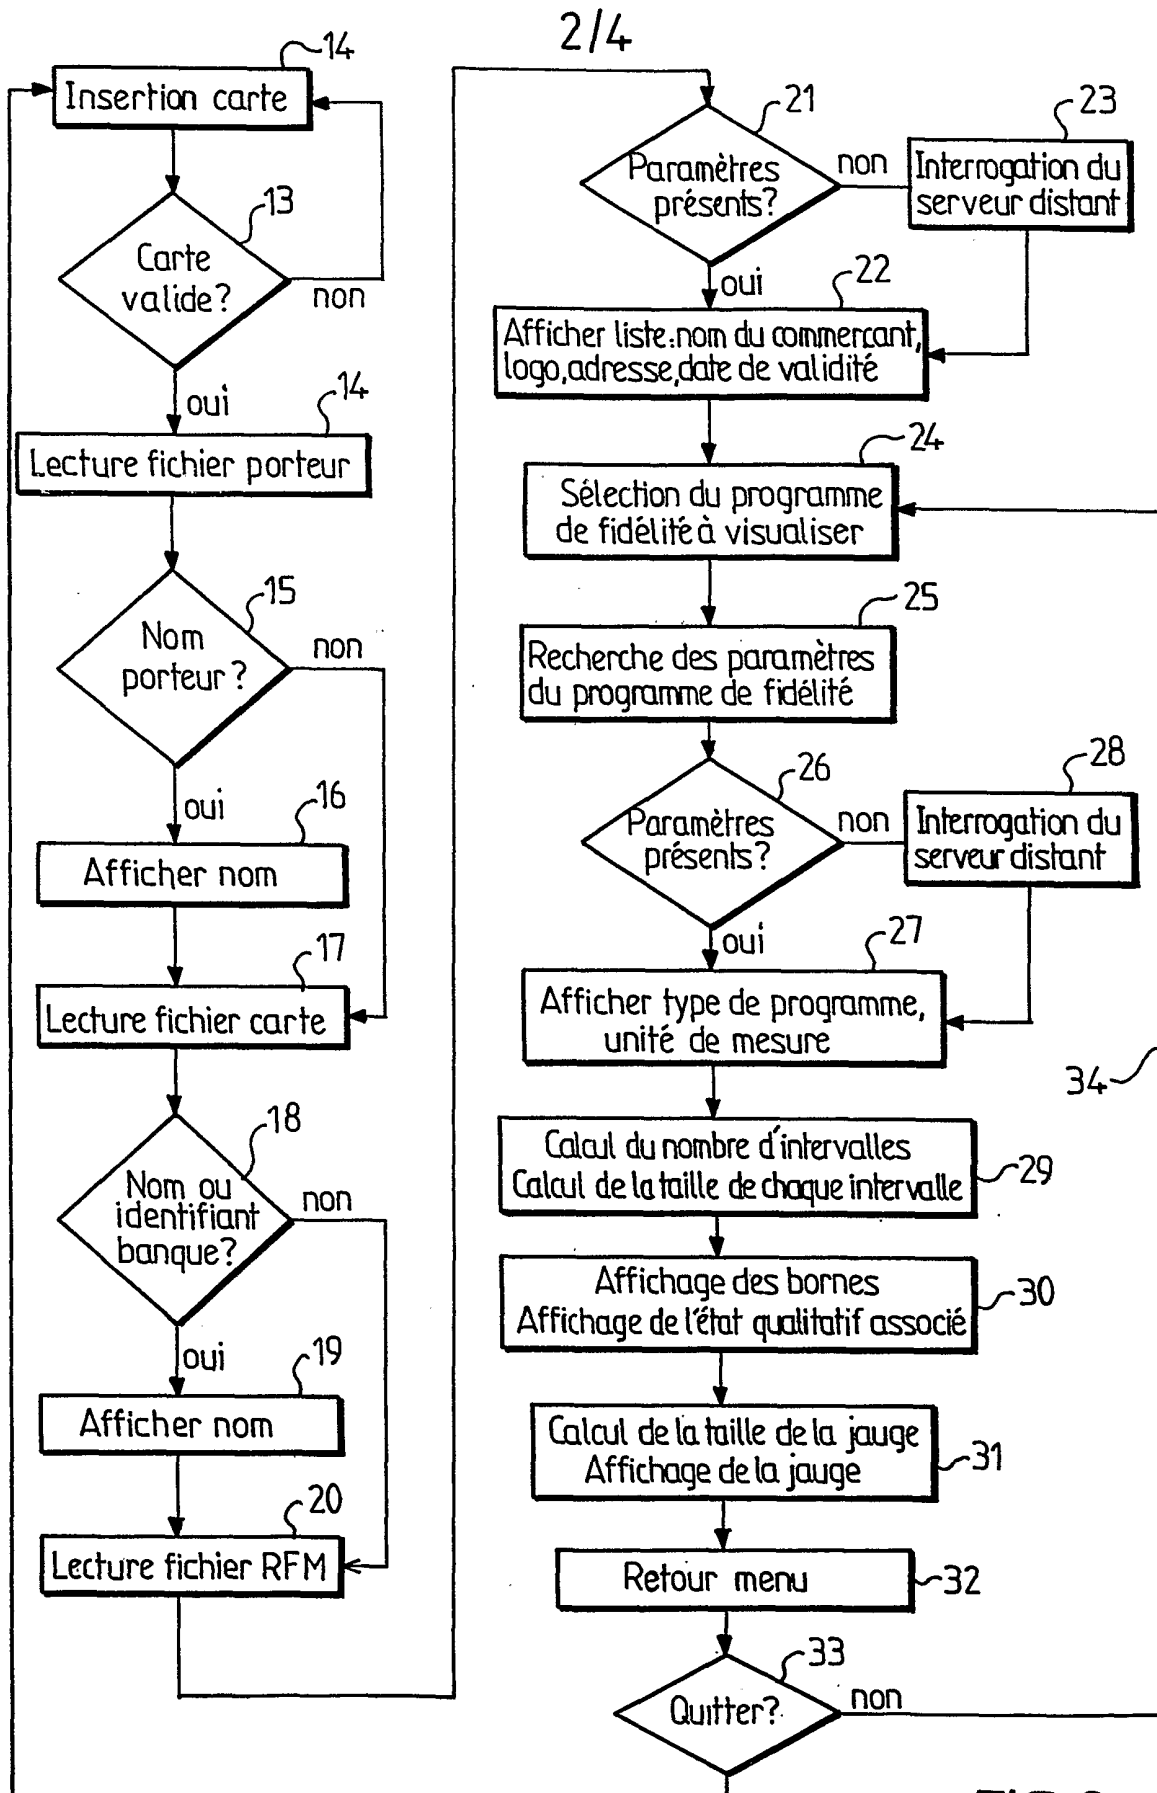 2/4
14
Insertion carte
13
Carte
valide?
non
oui
14
Lecture fichier porteur
15
Nom
porteur?
non
oui
16
Afficher nom
17
Lecture fichier carte
18
Nom ou
identifiant
banque?
non
oui
19
Afficher nom
20
Lecture fichier RFM
21
Paramètres
présents?
non
23
Interrogation du
serveur distant
oui
22
Afficher liste:nom du commerçant,
logo,adresse,date de validité
24
Sélection du programme
de fidélité à visualiser
25
Recherche des paramètres
du programme de fidélité
26
Paramètres
présents?
non
28
Interrogation du
serveur distant
oui
27
Afficher type de programme,
unité de mesure
34
Calcul du nombre d'intervalles
Calcul de la taille de chaque intervalle
29
Affichage des bornes
Affichage de l'état qualitatif associé
30
Calcul de la taille de la jauge
Affichage de la jauge
31
Retour menu
32
33
Quitter?
non